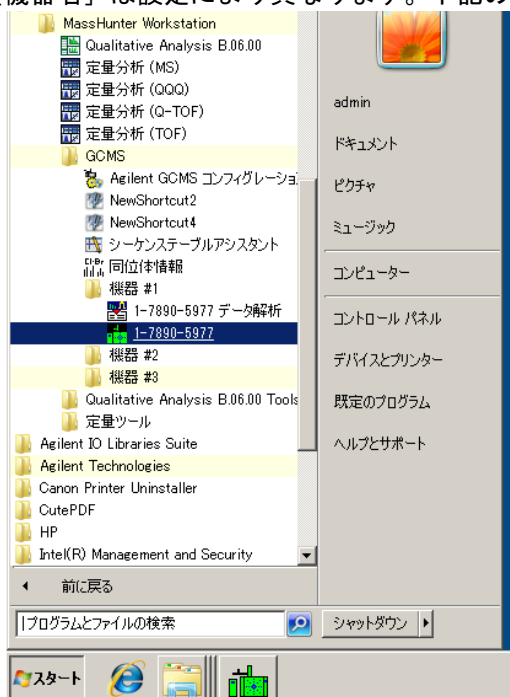 機器名」は設定により異なります。下記の
MassHunter Workstation
Qualitative Analysis B.06.00
定量分析 (MS)
定量分析 (QQQ)
定量分析 (Q-TOF)
定量分析 (TOF)
GCMS
Agilent GCMS コンフィグレーショ
NewShortcut2
NewShortcut4
シーケンステーブルアシスタント
同位体情報
機器 #1
1-7890-5977 データ解析
1-7890-5977
機器 #2
機器 #3
Qualitative Analysis B.06.00 Tools
定量ツール
Agilent IO Libraries Suite
Agilent Technologies
Canon Printer Uninstaller
CutePDF
HP
Intel(R) Management and Security
前に戻る
プログラムとファイルの検索
admin
ドキュメント
ピクチャ
ミュージック
コンピューター
コントロール パネル
デバイスとプリンター
既定のプログラム
ヘルプとサポート
シャットダウン
スタート